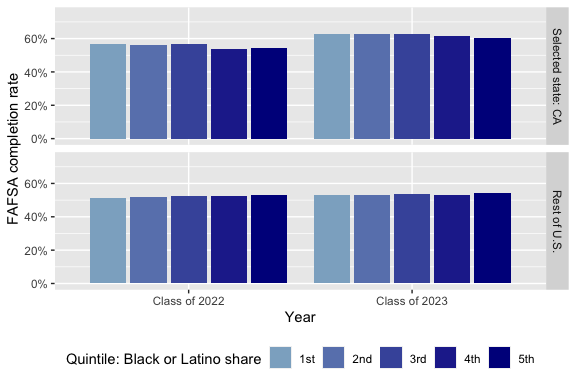 FAFSA completion rate
60%
40%
20%
0%
Selected state: CA
60%
40%
20%
0%
Rest of U.S.
Class of 2022
Class of 2023
Year
Quintile: Black or Latino share
1st
2nd
3rd
4th
5th